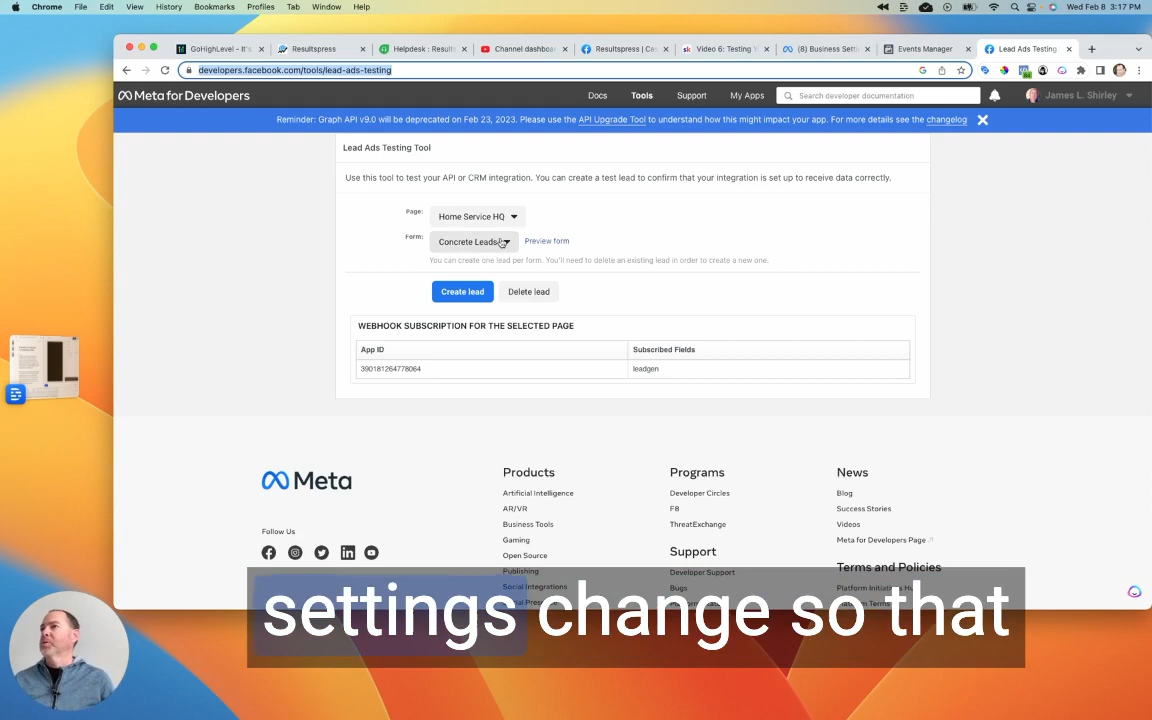 Chrome File Edit View History Bookmarks Profiles Tab Window Help
Wed Feb 8 3:17 PM
GoHighLevel - It's
Resultspress
Helpdesk : Results
Channel dashboar
Resultspress | Cas
Video 6: Testing Y
(8) Business Setti
Events Manager
Lead Ads Testing
developers.facebook.com/tools/lead-ads-testing
Meta for Developers
Docs Tools Support My Apps
Search developer documentation
James L. Shirley
Reminder: Graph API v9.0 will be deprecated on Feb 23, 2023. Please use the API Upgrade Tool to understand how this might impact your app. For more details see the changelog
Lead Ads Testing Tool
Use this tool to test your API or CRM integration. You can create a test lead to confirm that your integration is set up to receive data correctly.
Page: Home Service HQ
Form: Concrete Leads Preview form
You can create one lead per form. You'll need to delete an existing lead in order to create a new one.
Create lead Delete lead
WEBHOOK SUBSCRIPTION FOR THE SELECTED PAGE
App ID Subscribed Fields
390181264778064 leadgen
Meta
Follow Us
Products
Artificial Intelligence
AR/VR
Business Tools
Gaming
Open Source
Publishing
Social Integrations
Programs
Developer Circles
F8
ThreatExchange
Support
Developer Support
Bugs
News
Blog
Success Stories
Videos
Meta for Developers Page
Terms and Policies
Platform Terms
settings change so that